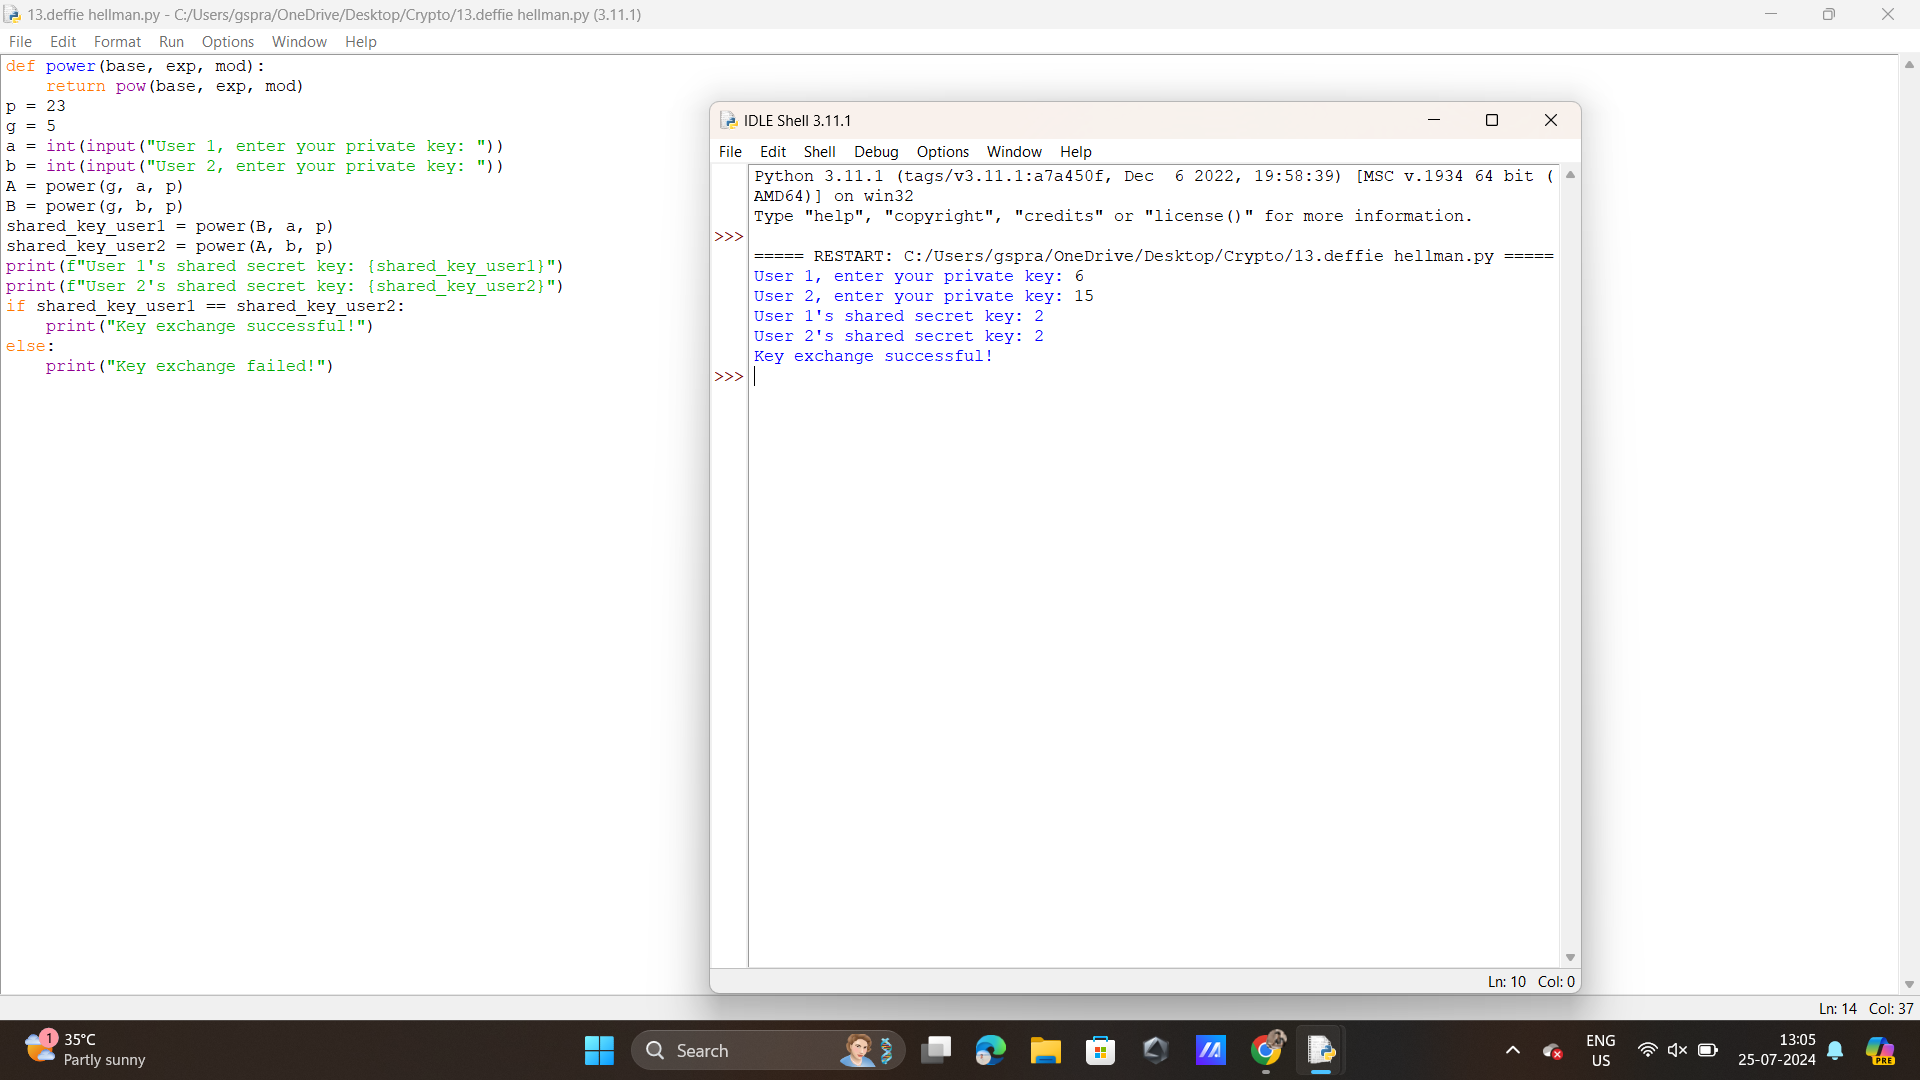 13.deffie hellman.py - C:/Users/gspra/OneDrive/Desktop/Crypto/13.deffie hellman.py (3.11.1)
File Edit Format Run Options Window Help
def power(base, exp, mod):
    return pow(base, exp, mod)
p = 23
g = 5
a = int(input("User 1, enter your private key: "))
b = int(input("User 2, enter your private key: "))
A = power(g, a, p)
B = power(g, b, p)
shared_key_user1 = power(B, a, p)
shared_key_user2 = power(A, b, p)
print(f"User 1's shared secret key: {shared_key_user1}")
print(f"User 2's shared secret key: {shared_key_user2}")
if shared_key_user1 == shared_key_user2:
    print("Key exchange successful!")
else:
    print("Key exchange failed!")
IDLE Shell 3.11.1
File Edit Shell Debug Options Window Help
Python 3.11.1 (tags/v3.11.1:a7a450f, Dec  6 2022, 19:58:39) [MSC v.1934 64 bit (
AMD64)] on win32
Type "help", "copyright", "credits" or "license()" for more information.
>>>
===== RESTART: C:/Users/gspra/OneDrive/Desktop/Crypto/13.deffie hellman.py =====
User 1, enter your private key: 6
User 2, enter your private key: 15
User 1's shared secret key: 2
User 2's shared secret key: 2
Key exchange successful!
>>>
Ln: 10 Col: 0
Ln: 14 Col: 37
1
35°C
Partly sunny
Search
ENG
US
13:05
25-07-2024
PRE